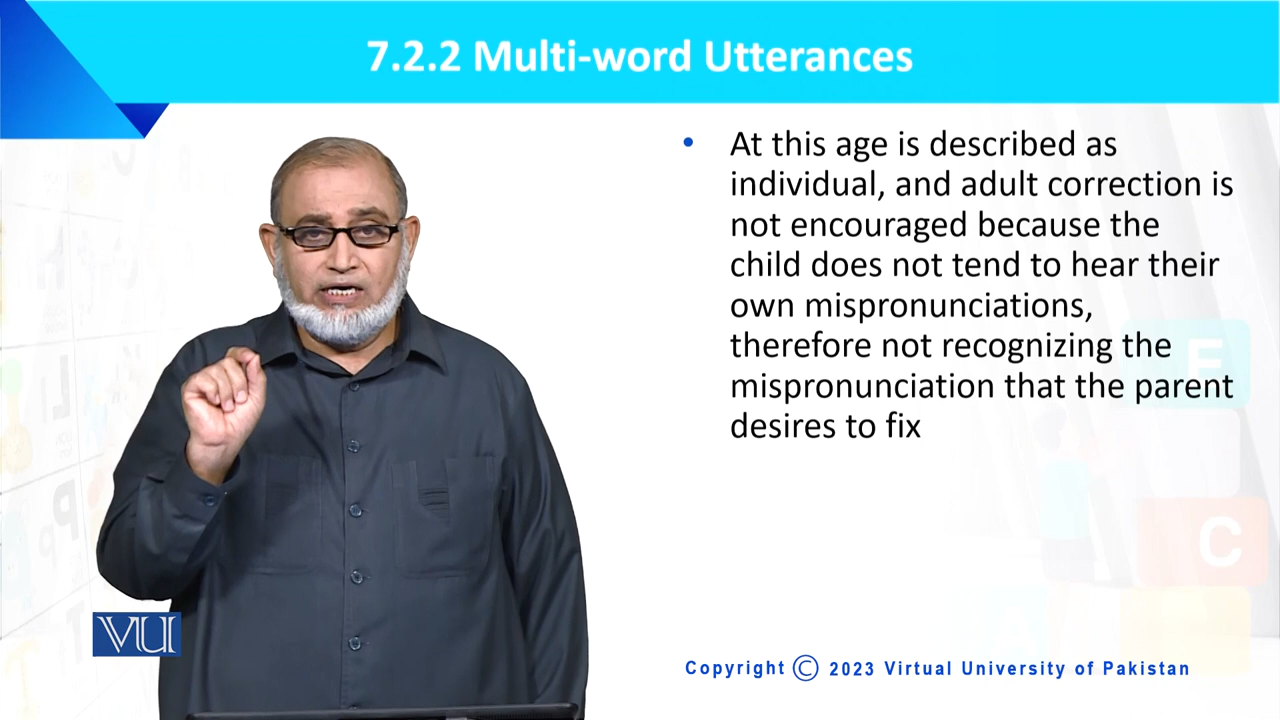 7.2.2 Multi-word Utterances
• At this age is described as
individual, and adult correction is
not encouraged because the
child does not tend to hear their
own mispronunciations,
therefore not recognizing the
mispronunciation that the parent
desires to fix
VU
Copyright © 2023 Virtual University of Pakistan